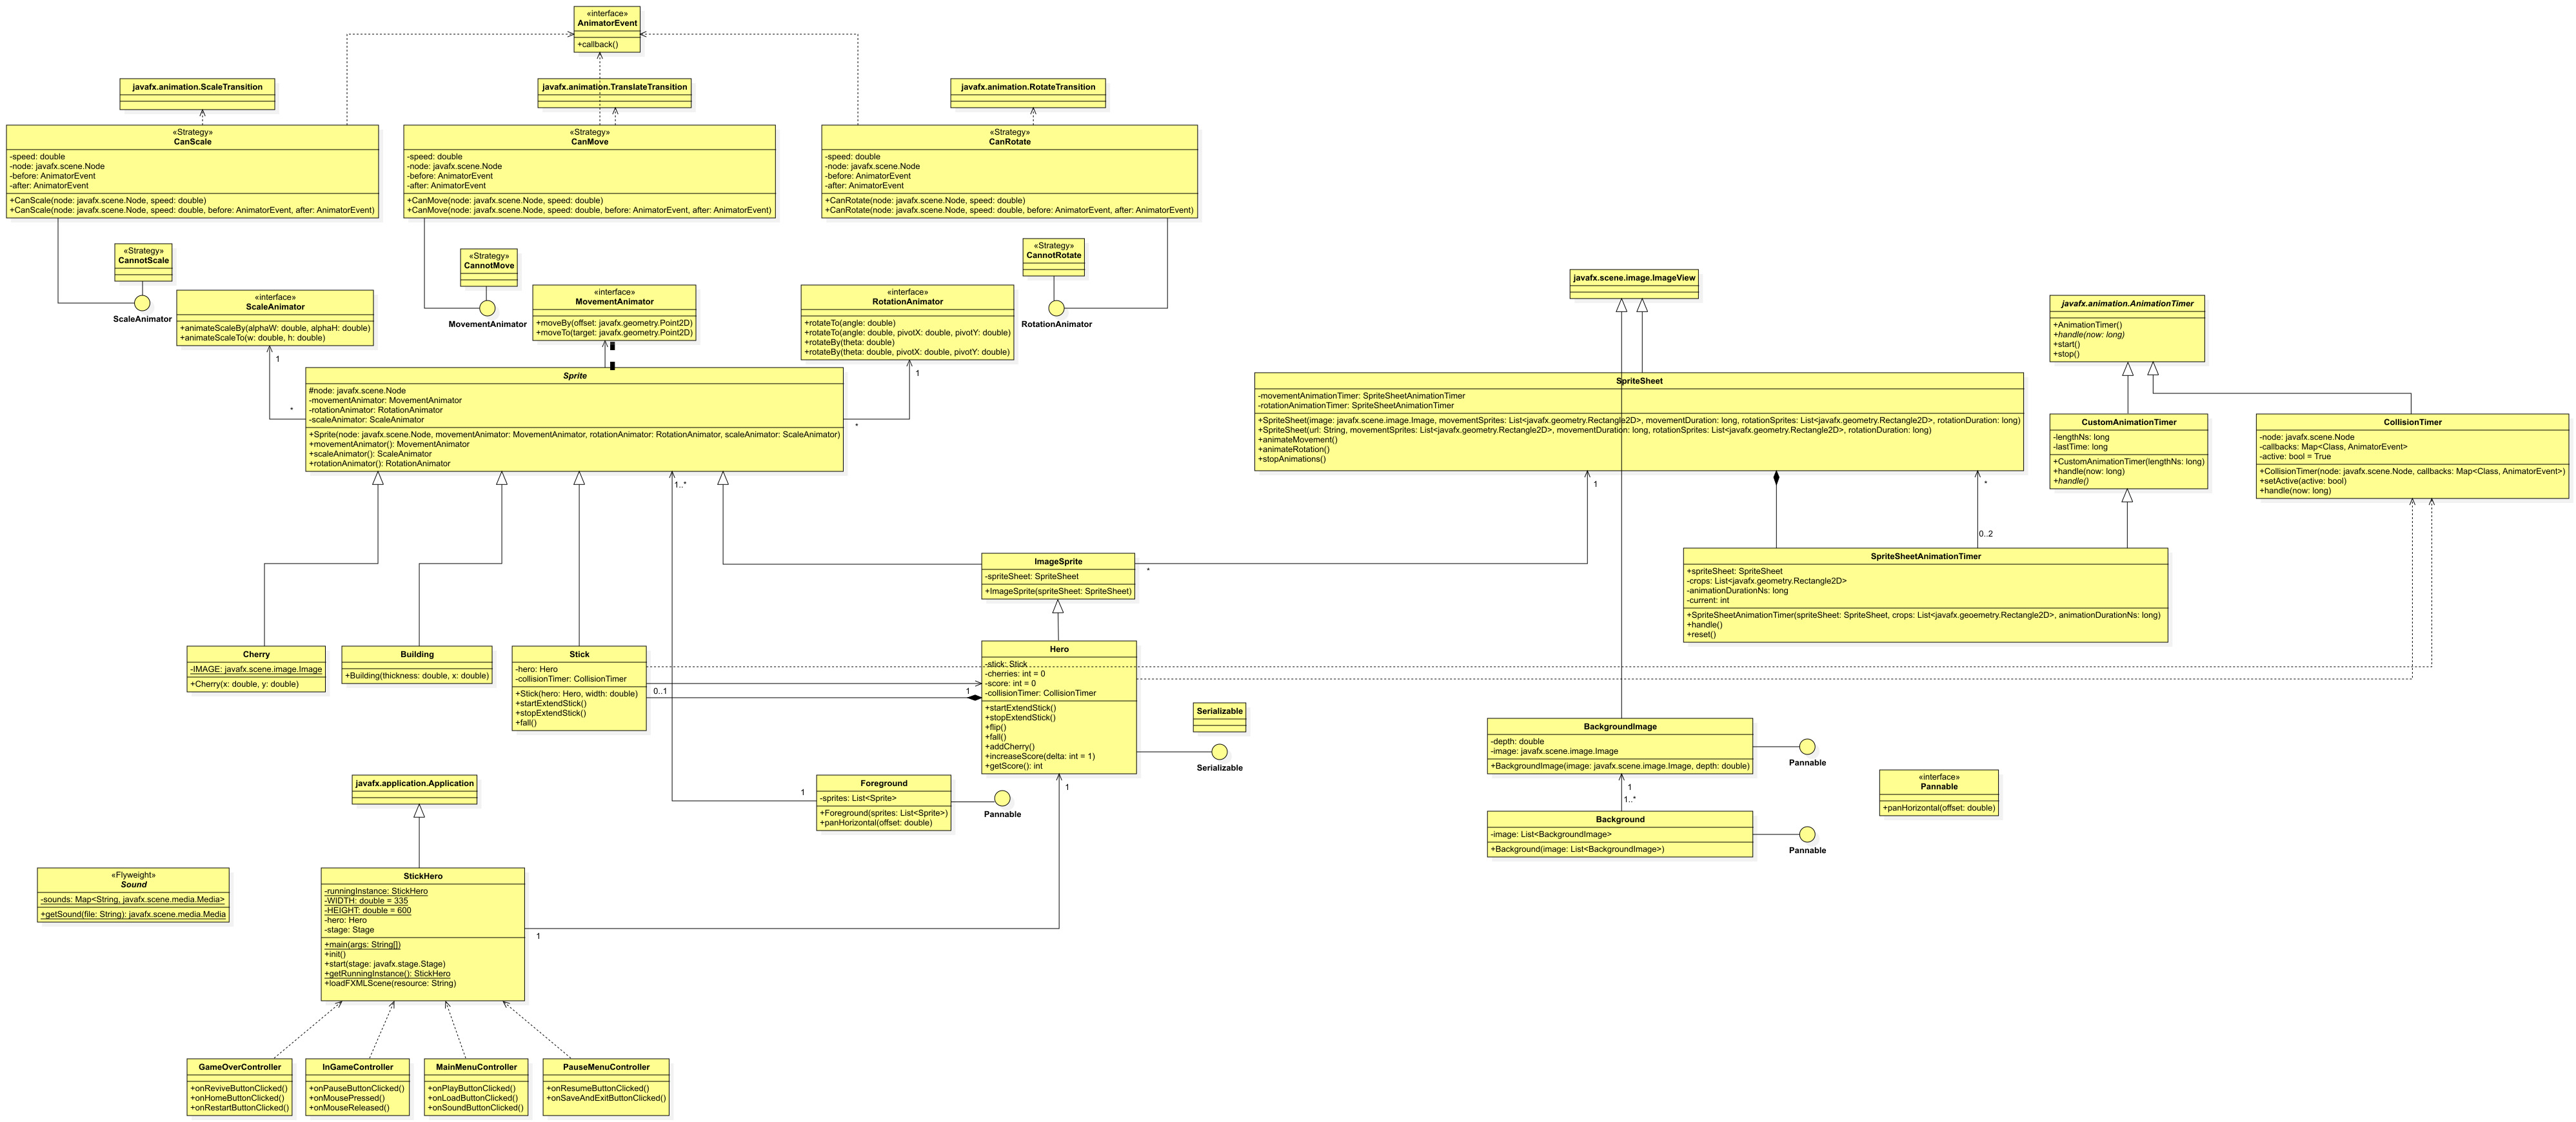 «interface»
AnimatorEvent
+callback()
javafx.animation.ScaleTransition
javafx.animation.TranslateTransition
javafx.animation.RotateTransition
«Strategy»
CanScale
-speed: double
-node: javafx.scene.Node
-before: AnimatorEvent
-after: AnimatorEvent
+CanScale(node: javafx.scene.Node, speed: double)
+CanScale(node: javafx.scene.Node, speed: double, before: AnimatorEvent, after: AnimatorEvent)
«Strategy»
CanMove
-speed: double
-node: javafx.scene.Node
-before: AnimatorEvent
-after: AnimatorEvent
+CanMove(node: javafx.scene.Node, speed: double)
+CanMove(node: javafx.scene.Node, speed: double, before: AnimatorEvent, after: AnimatorEvent)
«Strategy»
CanRotate
-speed: double
-node: javafx.scene.Node
-before: AnimatorEvent
-after: AnimatorEvent
+CanRotate(node: javafx.scene.Node, speed: double)
+CanRotate(node: javafx.scene.Node, speed: double, before: AnimatorEvent, after: AnimatorEvent)
«Strategy»
CannotScale
ScaleAnimator
«interface»
ScaleAnimator
+animateScaleBy(alphaW: double, alphaH: double)
+animateScaleTo(w: double, h: double)
«Strategy»
CannotMove
MovementAnimator
«interface»
MovementAnimator
+moveBy(offset: javafx.geometry.Point2D)
+moveTo(target: javafx.geometry.Point2D)
«interface»
RotationAnimator
+rotateTo(angle: double)
+rotateTo(angle: double, pivotX: double, pivotY: double)
+rotateBy(theta: double)
+rotateBy(theta: double, pivotX: double, pivotY: double)
«Strategy»
CannotRotate
RotationAnimator
1
*
1
*
Sprite
#node: javafx.scene.Node
-movementAnimator: MovementAnimator
-rotationAnimator: RotationAnimator
-scaleAnimator: ScaleAnimator
+Sprite(node: javafx.scene.Node, movementAnimator: MovementAnimator, rotationAnimator: RotationAnimator, scaleAnimator: ScaleAnimator)
+movementAnimator(): MovementAnimator
+scaleAnimator(): ScaleAnimator
+rotationAnimator(): RotationAnimator
1..*
javafx.scene.image.ImageView
SpriteSheet
-movementAnimationTimer: SpriteSheetAnimationTimer
-rotationAnimationTimer: SpriteSheetAnimationTimer
+SpriteSheet(image: javafx.scene.image.Image, movementSprites: List<javafx.geometry.Rectangle2D>, movementDuration: long, rotationSprites: List<javafx.geometry.Rectangle2D>, rotationDuration: long)
+SpriteSheet(url: String, movementSprites: List<javafx.geometry.Rectangle2D>, movementDuration: long, rotationSprites: List<javafx.geometry.Rectangle2D>, rotationDuration: long)
+animateMovement()
+animateRotation()
+stopAnimations()
1
*
0..2
javafx.animation.AnimationTimer
+AnimationTimer()
+handle(now: long)
+start()
+stop()
CustomAnimationTimer
-lengthNs: long
-lastTime: long
+CustomAnimationTimer(lengthNs: long)
+handle(now: long)
+handle()
CollisionTimer
-node: javafx.scene.Node
-callbacks: Map<Class, AnimatorEvent>
-active: bool = True
+CollisionTimer(node: javafx.scene.Node, callbacks: Map<Class, AnimatorEvent>)
+setActive(active: bool)
+handle(now: long)
SpriteSheetAnimationTimer
+spriteSheet: SpriteSheet
-crops: List<javafx.geometry.Rectangle2D>
-animationDurationNs: long
-current: int
+SpriteSheetAnimationTimer(spriteSheet: SpriteSheet, crops: List<javafx.geoemetry.Rectangle2D>, animationDurationNs: long)
+handle()
+reset()
ImageSprite
-spriteSheet: SpriteSheet
+ImageSprite(spriteSheet: SpriteSheet)
*
Cherry
-IMAGE: javafx.scene.image.Image
+Cherry(x: double, y: double)
Building
+Building(thickness: double, x: double)
Stick
-hero: Hero
-collisionTimer: CollisionTimer
+Stick(hero: Hero, width: double)
+startExtendStick()
+stopExtendStick()
+fall()
0..1
1
Hero
-stick: Stick
-cherries: int = 0
-score: int = 0
-collisionTimer: CollisionTimer
+startExtendStick()
+stopExtendStick()
+flip()
+fall()
+addCherry()
+increaseScore(delta: int = 1)
+getScore(): int
Serializable
Serializable
1
Foreground
-sprites: List<Sprite>
+Foreground(sprites: List<Sprite>)
+panHorizontal(offset: double)
1
Pannable
BackgroundImage
-depth: double
-image: javafx.scene.image.Image
+BackgroundImage(image: javafx.scene.image.Image, depth: double)
Pannable
1
1..*
Background
-image: List<BackgroundImage>
+Background(image: List<BackgroundImage>)
Pannable
«interface»
Pannable
+panHorizontal(offset: double)
javafx.application.Application
«Flyweight»
Sound
-sounds: Map<String, javafx.scene.media.Media>
+getSound(file: String): javafx.scene.media.Media
StickHero
-runningInstance: StickHero
-WIDTH: double = 335
-HEIGHT: double = 600
-hero: Hero
-stage: Stage
+main(args: String[])
+init()
+start(stage: javafx.stage.Stage)
+getRunningInstance(): StickHero
+loadFXMLScene(resource: String)
1
GameOverController
+onReviveButtonClicked()
+onHomeButtonClicked()
+onRestartButtonClicked()
InGameController
+onPauseButtonClicked()
+onMousePressed()
+onMouseReleased()
MainMenuController
+onPlayButtonClicked()
+onLoadButtonClicked()
+onSoundButtonClicked()
PauseMenuController
+onResumeButtonClicked()
+onSaveAndExitButtonClicked()